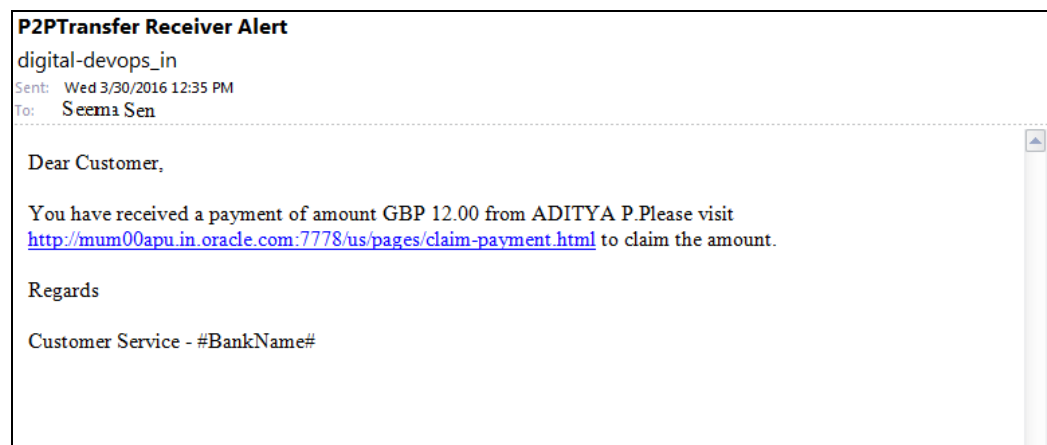 P2PTransfer Receiver Alert
digital-devops_in
Sent: Wed 3/30/2016 12:35 PM
To: Seema Sen
Dear Customer,
You have received a payment of amount GBP 12.00 from ADITYA P.Please visit
http://mum00apu.in.oracle.com:7778/us/pages/claim-payment.html to claim the amount.
Regards
Customer Service - #BankName#